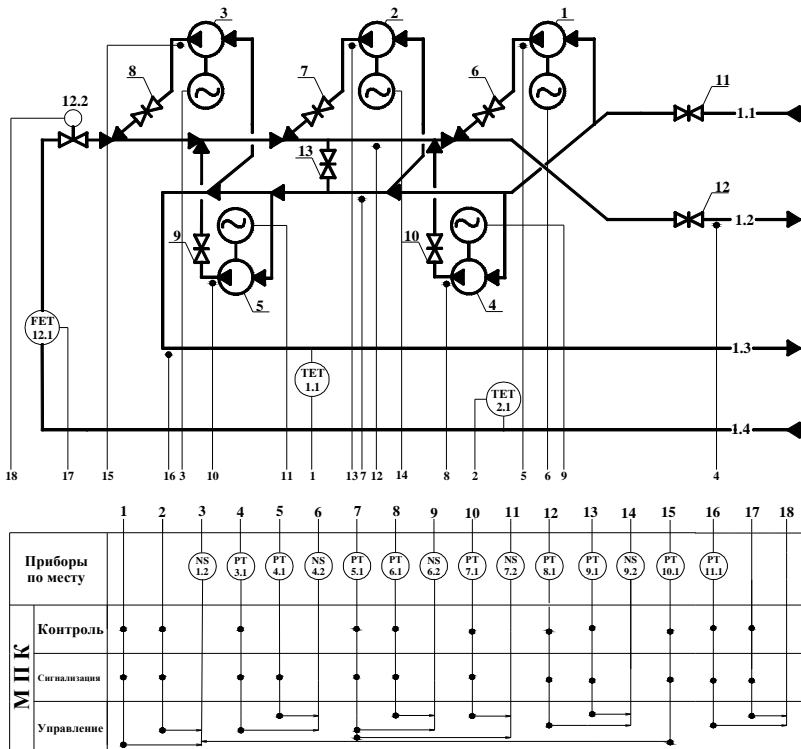 3 2 1
8 7 6 11
12.2 1.1
13
12
9 10 1.2
5 4
FET
12.1
1.3
TET
1.1
TET
2.1
1.4
18 17 15 16 3 10 11 1 13 7 12 14 8 2 5 6 9 4
1 2 3 4 5 6 7 8 9 10 11 12 13 14 15 16 17 18
Приборы
по месту
NS
1.2
PT
3.1
PT
4.1
NS
4.2
PT
5.1
PT
6.1
NS
6.2
PT
7.1
NS
7.2
PT
8.1
PT
9.1
NS
9.2
PT
10.1
PT
11.1
МПК
Контроль
Сигнализация
Управление